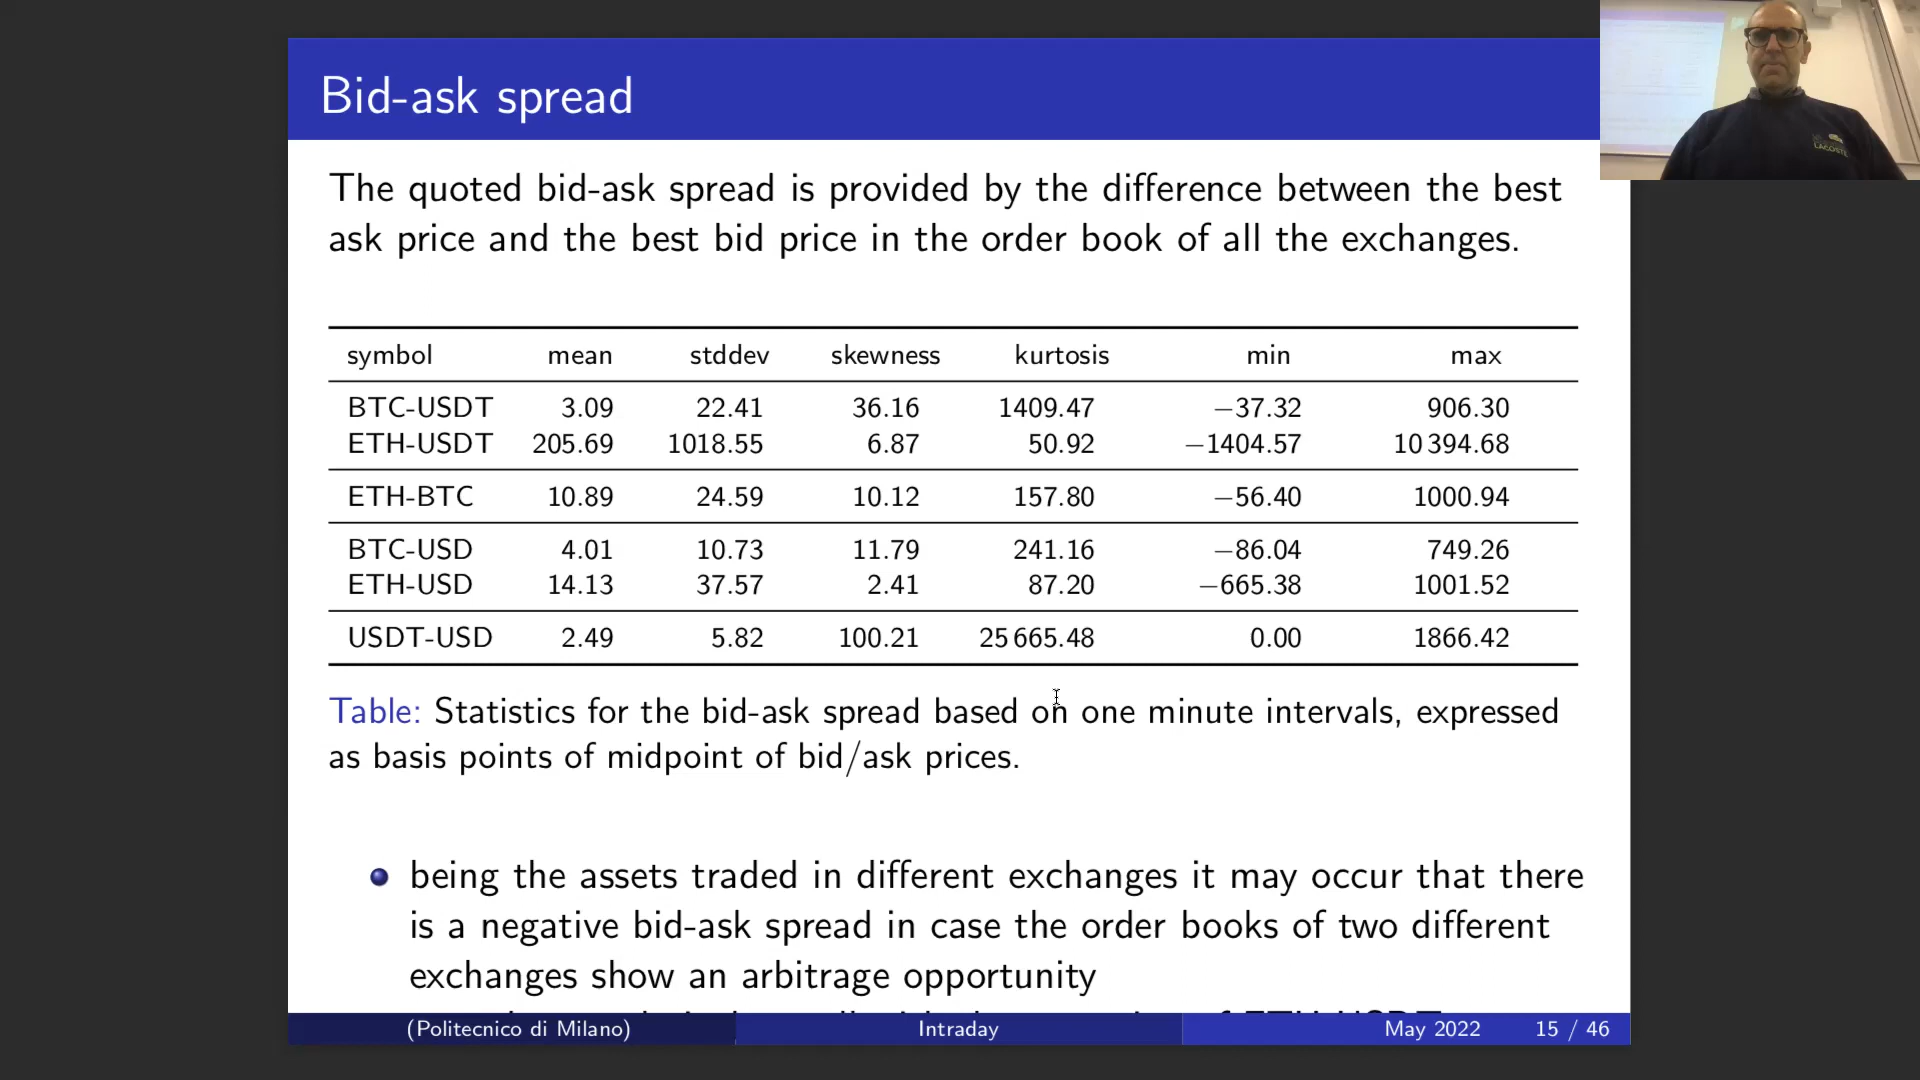 Bid-ask spread
The quoted bid-ask spread is provided by the difference between the best
ask price and the best bid price in the order book of all the exchanges.
symbol mean stddev skewness kurtosis min max
BTC-USDT 3.09 22.41 36.16 1409.47 −37.32 906.30
ETH-USDT 205.69 1018.55 6.87 50.92 −1404.57 10 394.68
ETH-BTC 10.89 24.59 10.12 157.80 −56.40 1000.94
BTC-USD 4.01 10.73 11.79 241.16 −86.04 749.26
ETH-USD 14.13 37.57 2.41 87.20 −665.38 1001.52
USDT-USD 2.49 5.82 100.21 25 665.48 0.00 1866.42
Table: Statistics for the bid-ask spread based on one minute intervals, expressed
as basis points of midpoint of bid/ask prices.
being the assets traded in different exchanges it may occur that there
is a negative bid-ask spread in case the order books of two different
exchanges show an arbitrage opportunity
(Politecnico di Milano) Intraday May 2022 15 / 46
LACOSTE